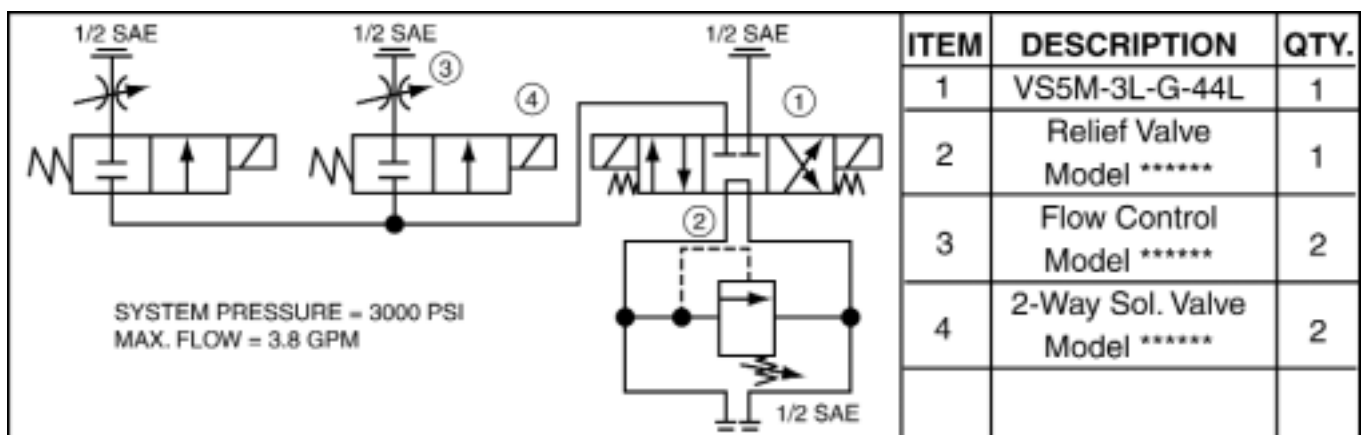 1/2 SAE
1/2 SAE
1/2 SAE
3
4
1
2
SYSTEM PRESSURE = 3000 PSI
MAX. FLOW = 3.8 GPM
1/2 SAE
ITEM DESCRIPTION QTY.
1 VS5M-3L-G-44L 1
2 Relief Valve
Model ****** 1
3 Flow Control
Model ****** 2
4 2-Way Sol. Valve
Model ****** 2